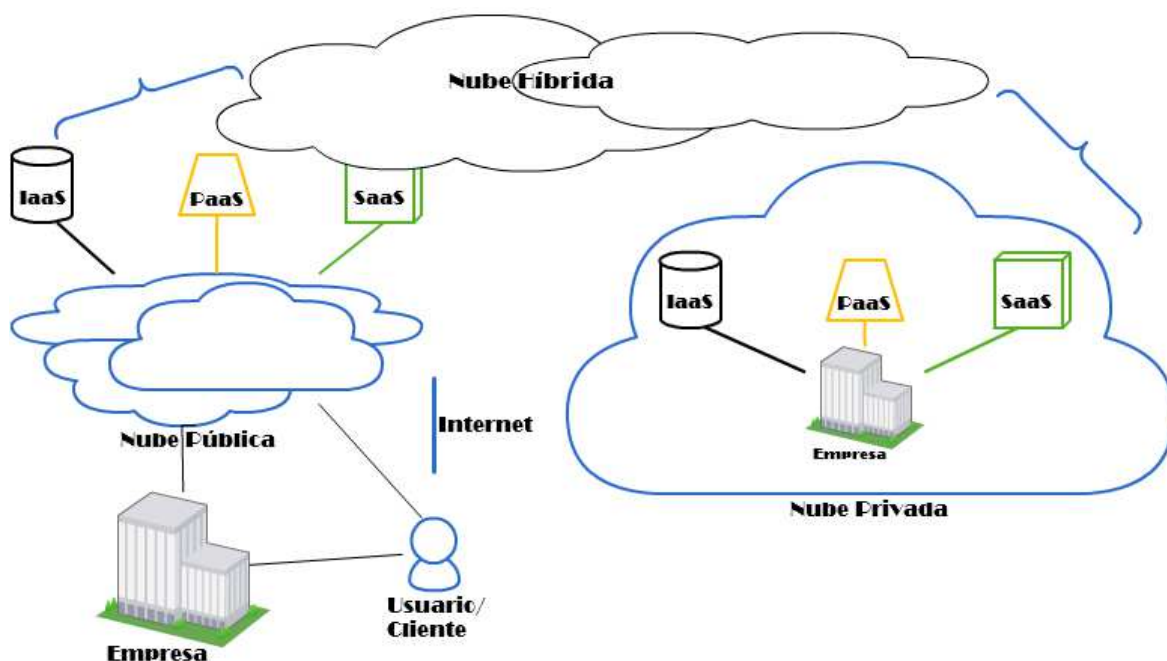 Nube Híbrida
IaaS
PaaS
SaaS
IaaS
PaaS
SaaS
Internet
Nube Pública
Empresa
Nube Privada
Usuario/
Cliente
Empresa